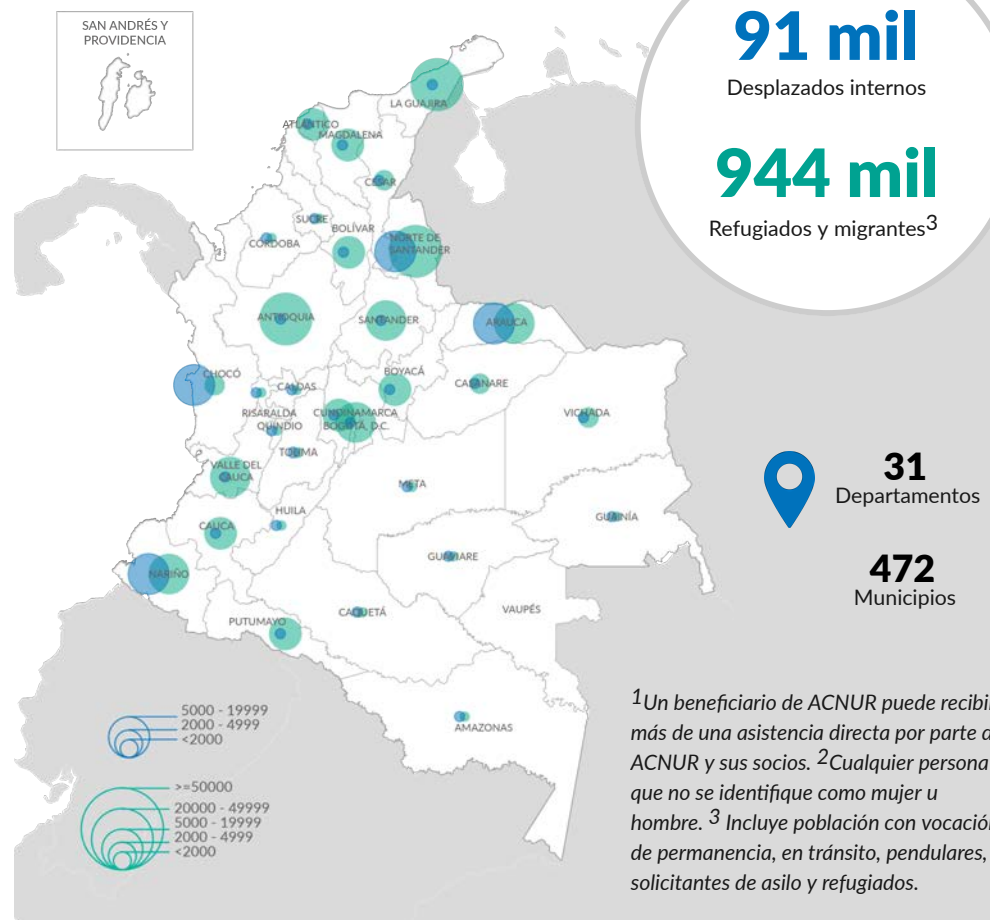 SAN ANDRÉS Y
PROVIDENCIA
91 mil
Desplazados internos
944 mil
Refugiados y migrantes3
LA GUAJIRA
ATLÁNTICO
MAGDALENA
CESAR
SUCRE
BOLÍVAR
CÓRDOBA
NORTE DE
SANTANDER
ANTIOQUIA
SANTANDER
ARAUCA
CHOCÓ
BOYACÁ
CALDAS
CASANARE
RISARALDA
CUNDINAMARCA
QUINDIO
BOGOTÁ, D.C.
VICHADA
TOLIMA
VALLE DEL
CAUCA
META
HUILA
CAUCA
GUAINÍA
GUAVIARE
NARIÑO
CAQUETÁ
VAUPÉS
PUTUMAYO
AMAZONAS
31
Departamentos
472
Municipios
5000 - 19999
2000 - 4999
<2000
>=50000
20000 - 49999
5000 - 19999
2000 - 4999
<2000
1Un beneficiario de ACNUR puede recibir
más de una asistencia directa por parte d
ACNUR y sus socios. 2Cualquier persona
que no se identifique como mujer u
hombre. 3 Incluye población con vocación
de permanencia, en tránsito, pendulares,
solicitantes de asilo y refugiados.